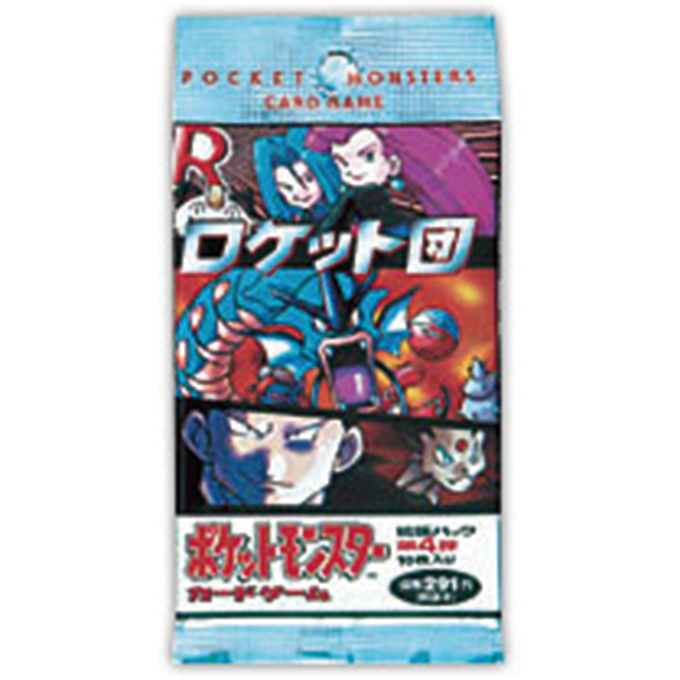 POCKET MONSTERS
CARD GAME
R
ロケット団
ポケットモンスター
カードゲーム
拡張パック
第4弾
10枚入り
291円